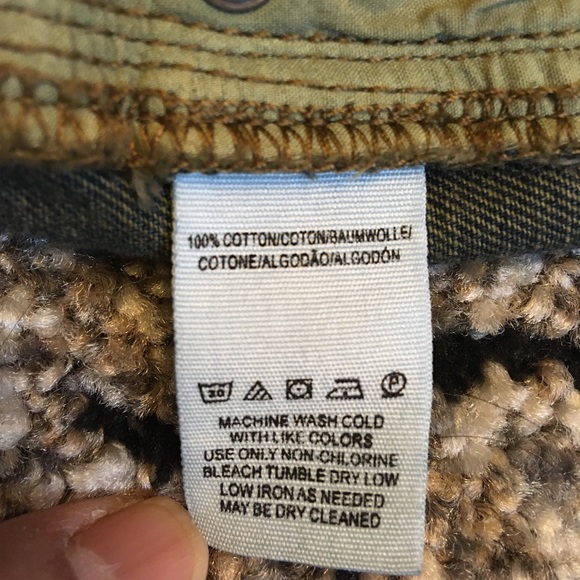 100% COTTON/COTON/BAUMWOLLE/
COTONE/ALGODÃO/ALGODÓN
30 P
MACHINE WASH COLD
WITH LIKE COLORS
USE ONLY NON-CHLORINE
BLEACH TUMBLE DRY LOW
LOW IRON AS NEEDED
MAY BE DRY CLEANED